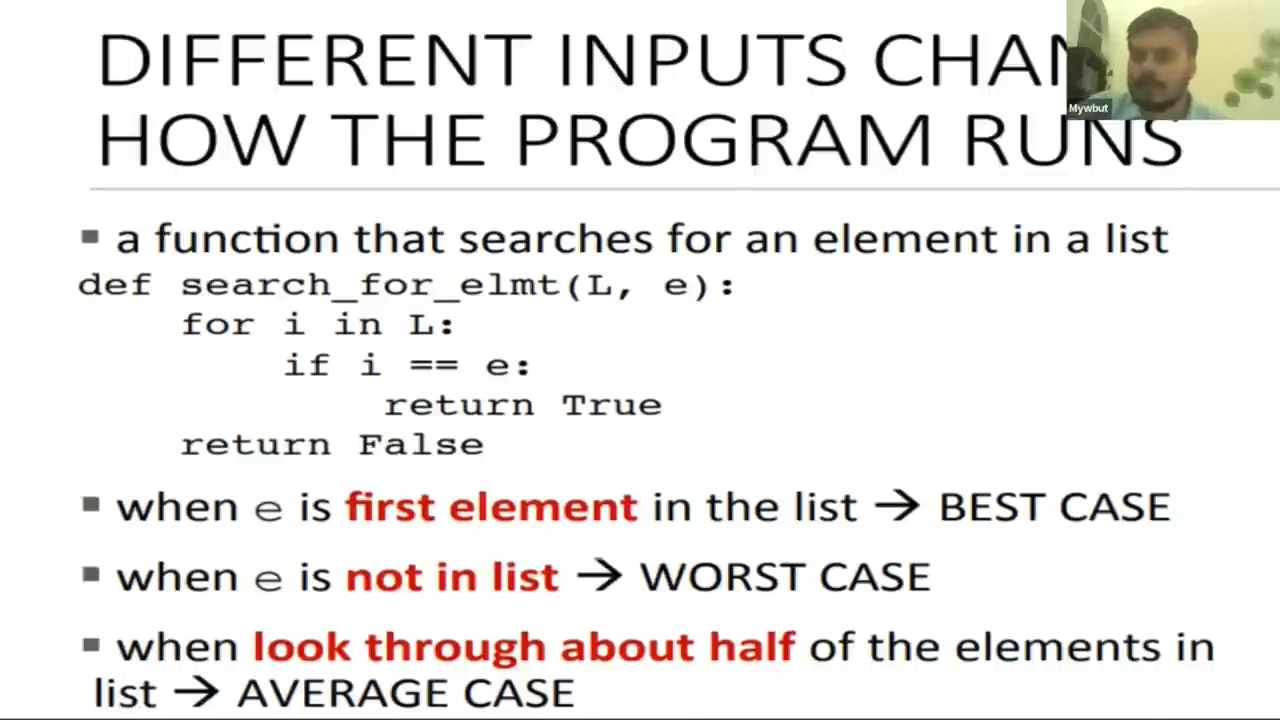 DIFFERENT INPUTS CHAN
Mywbut
HOW THE PROGRAM RUNS
▪ a function that searches for an element in a list
def search_for_elmt(L, e):
    for i in L:
        if i == e:
            return True
    return False
▪ when e is first element in the list → BEST CASE
▪ when e is not in list → WORST CASE
▪ when look through about half of the elements in
list → AVERAGE CASE